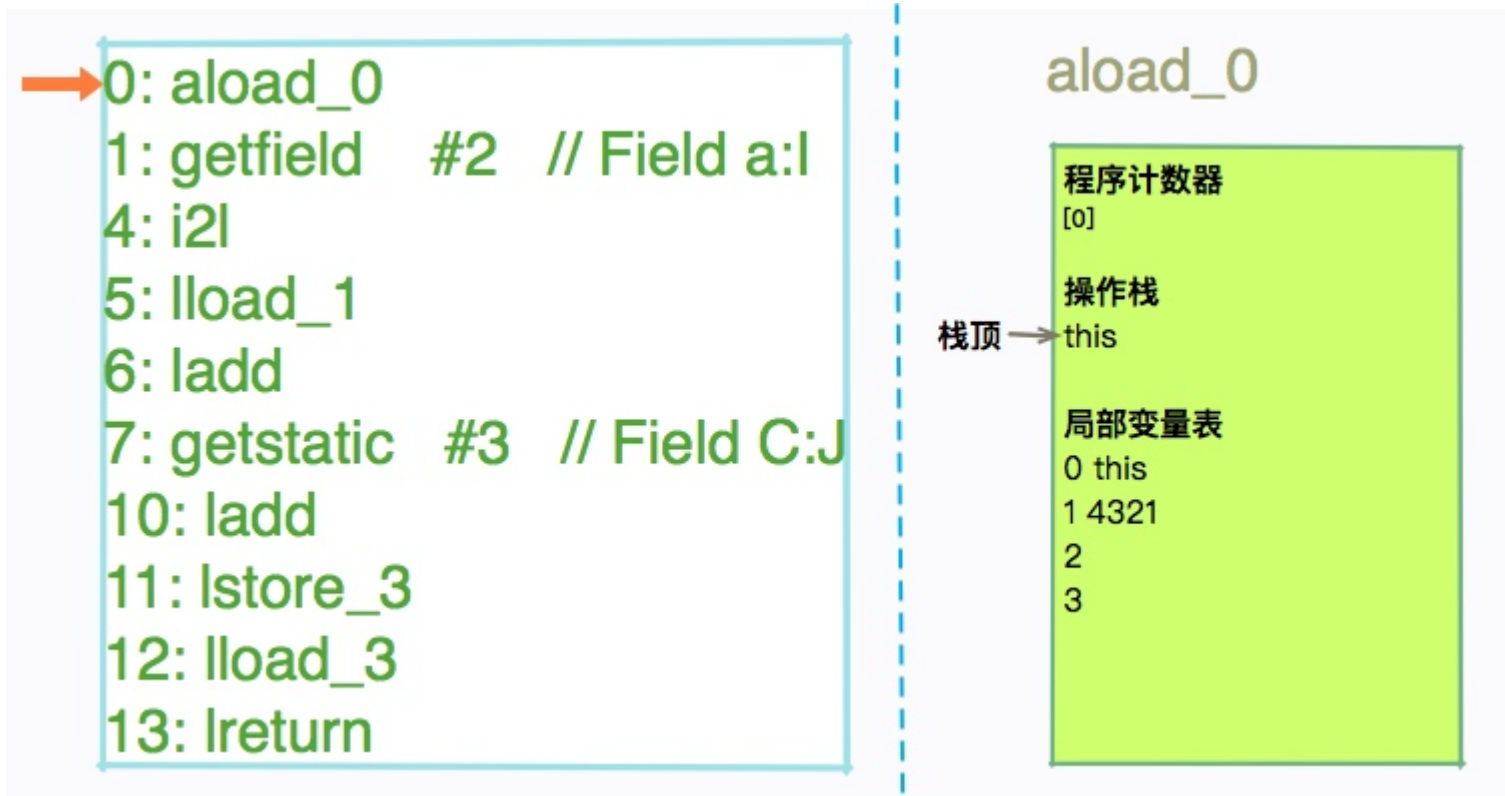 0: aload_0
1: getfield #2 // Field a:I
4: i2l
5: lload_1
6: ladd
7: getstatic #3 // Field C:J
10: ladd
11: lstore_3
12: lload_3
13: lreturn
aload_0
程序计数器
[0]
操作栈
栈顶 this
局部变量表
0 this
1 4321
2
3